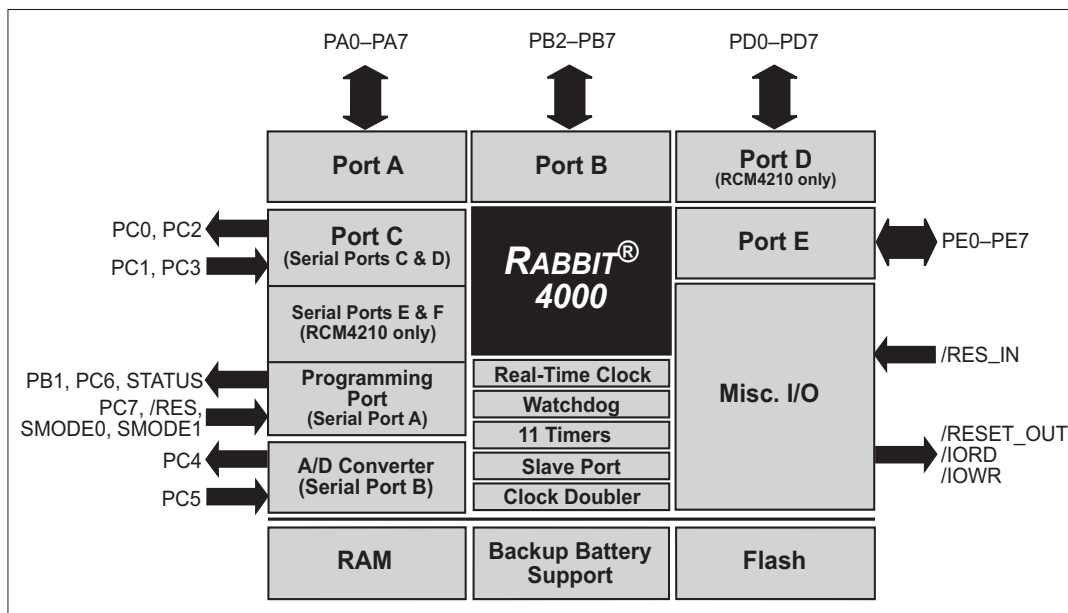 PA0–PA7
PB2–PB7
PD0–PD7
Port A
Port B
Port D
(RCM4210 only)
PC0, PC2
PC1, PC3
Port C
(Serial Ports C & D)
RABBIT®
4000
Port E
PE0–PE7
Serial Ports E & F
(RCM4210 only)
PB1, PC6, STATUS
PC7, /RES,
SMODE0, SMODE1
Programming
Port
(Serial Port A)
PC4
PC5
A/D Converter
(Serial Port B)
Real-Time Clock
Watchdog
11 Timers
Slave Port
Clock Doubler
Misc. I/O
/RES_IN
/RESET_OUT
/IORD
/IOWR
RAM
Backup Battery
Support
Flash